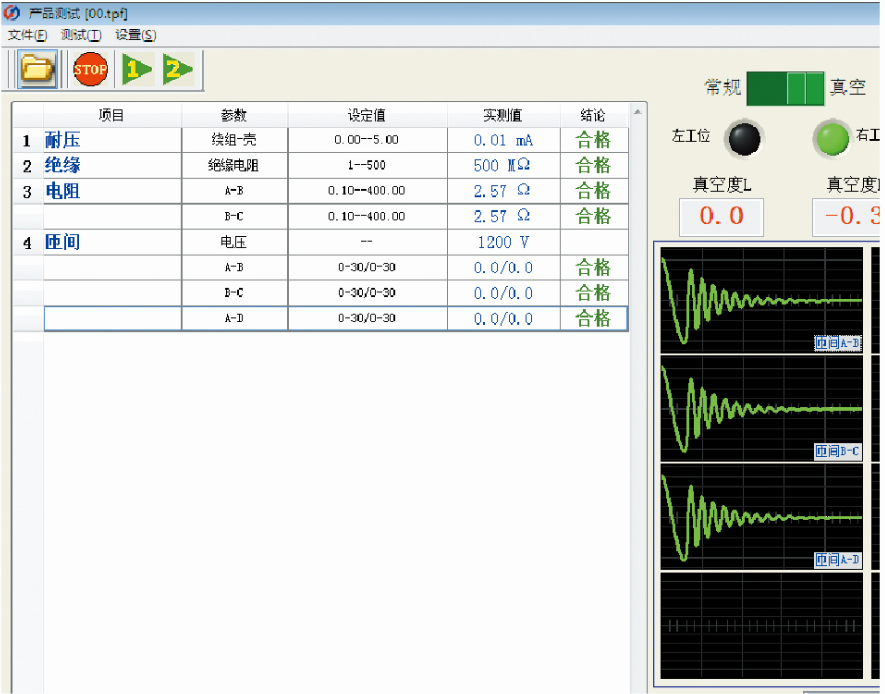 产品测试 [00.tpf]
文件(F) 测试(T) 设置(S)
STOP 1 2
常规 真空
左工位 右工
真空度L 真空度
0.0 -0.3
项目 参数 设定值 实测值 结论
1 耐压 绕组-壳 0.00--5.00 0.01 mA 合格
2 绝缘 绝缘电阻 1--500 500 MΩ 合格
3 电阻 A-B 0.10--400.00 2.57 Ω 合格
B-C 0.10--400.00 2.57 Ω 合格
4 匝间 电压 -- 1200 V
A-B 0-30/0-30 0.0/0.0 合格
B-C 0-30/0-30 0.0/0.0 合格
A-D 0-30/0-30 0.0/0.0 合格
匝间A-B
匝间B-C
匝间A-D